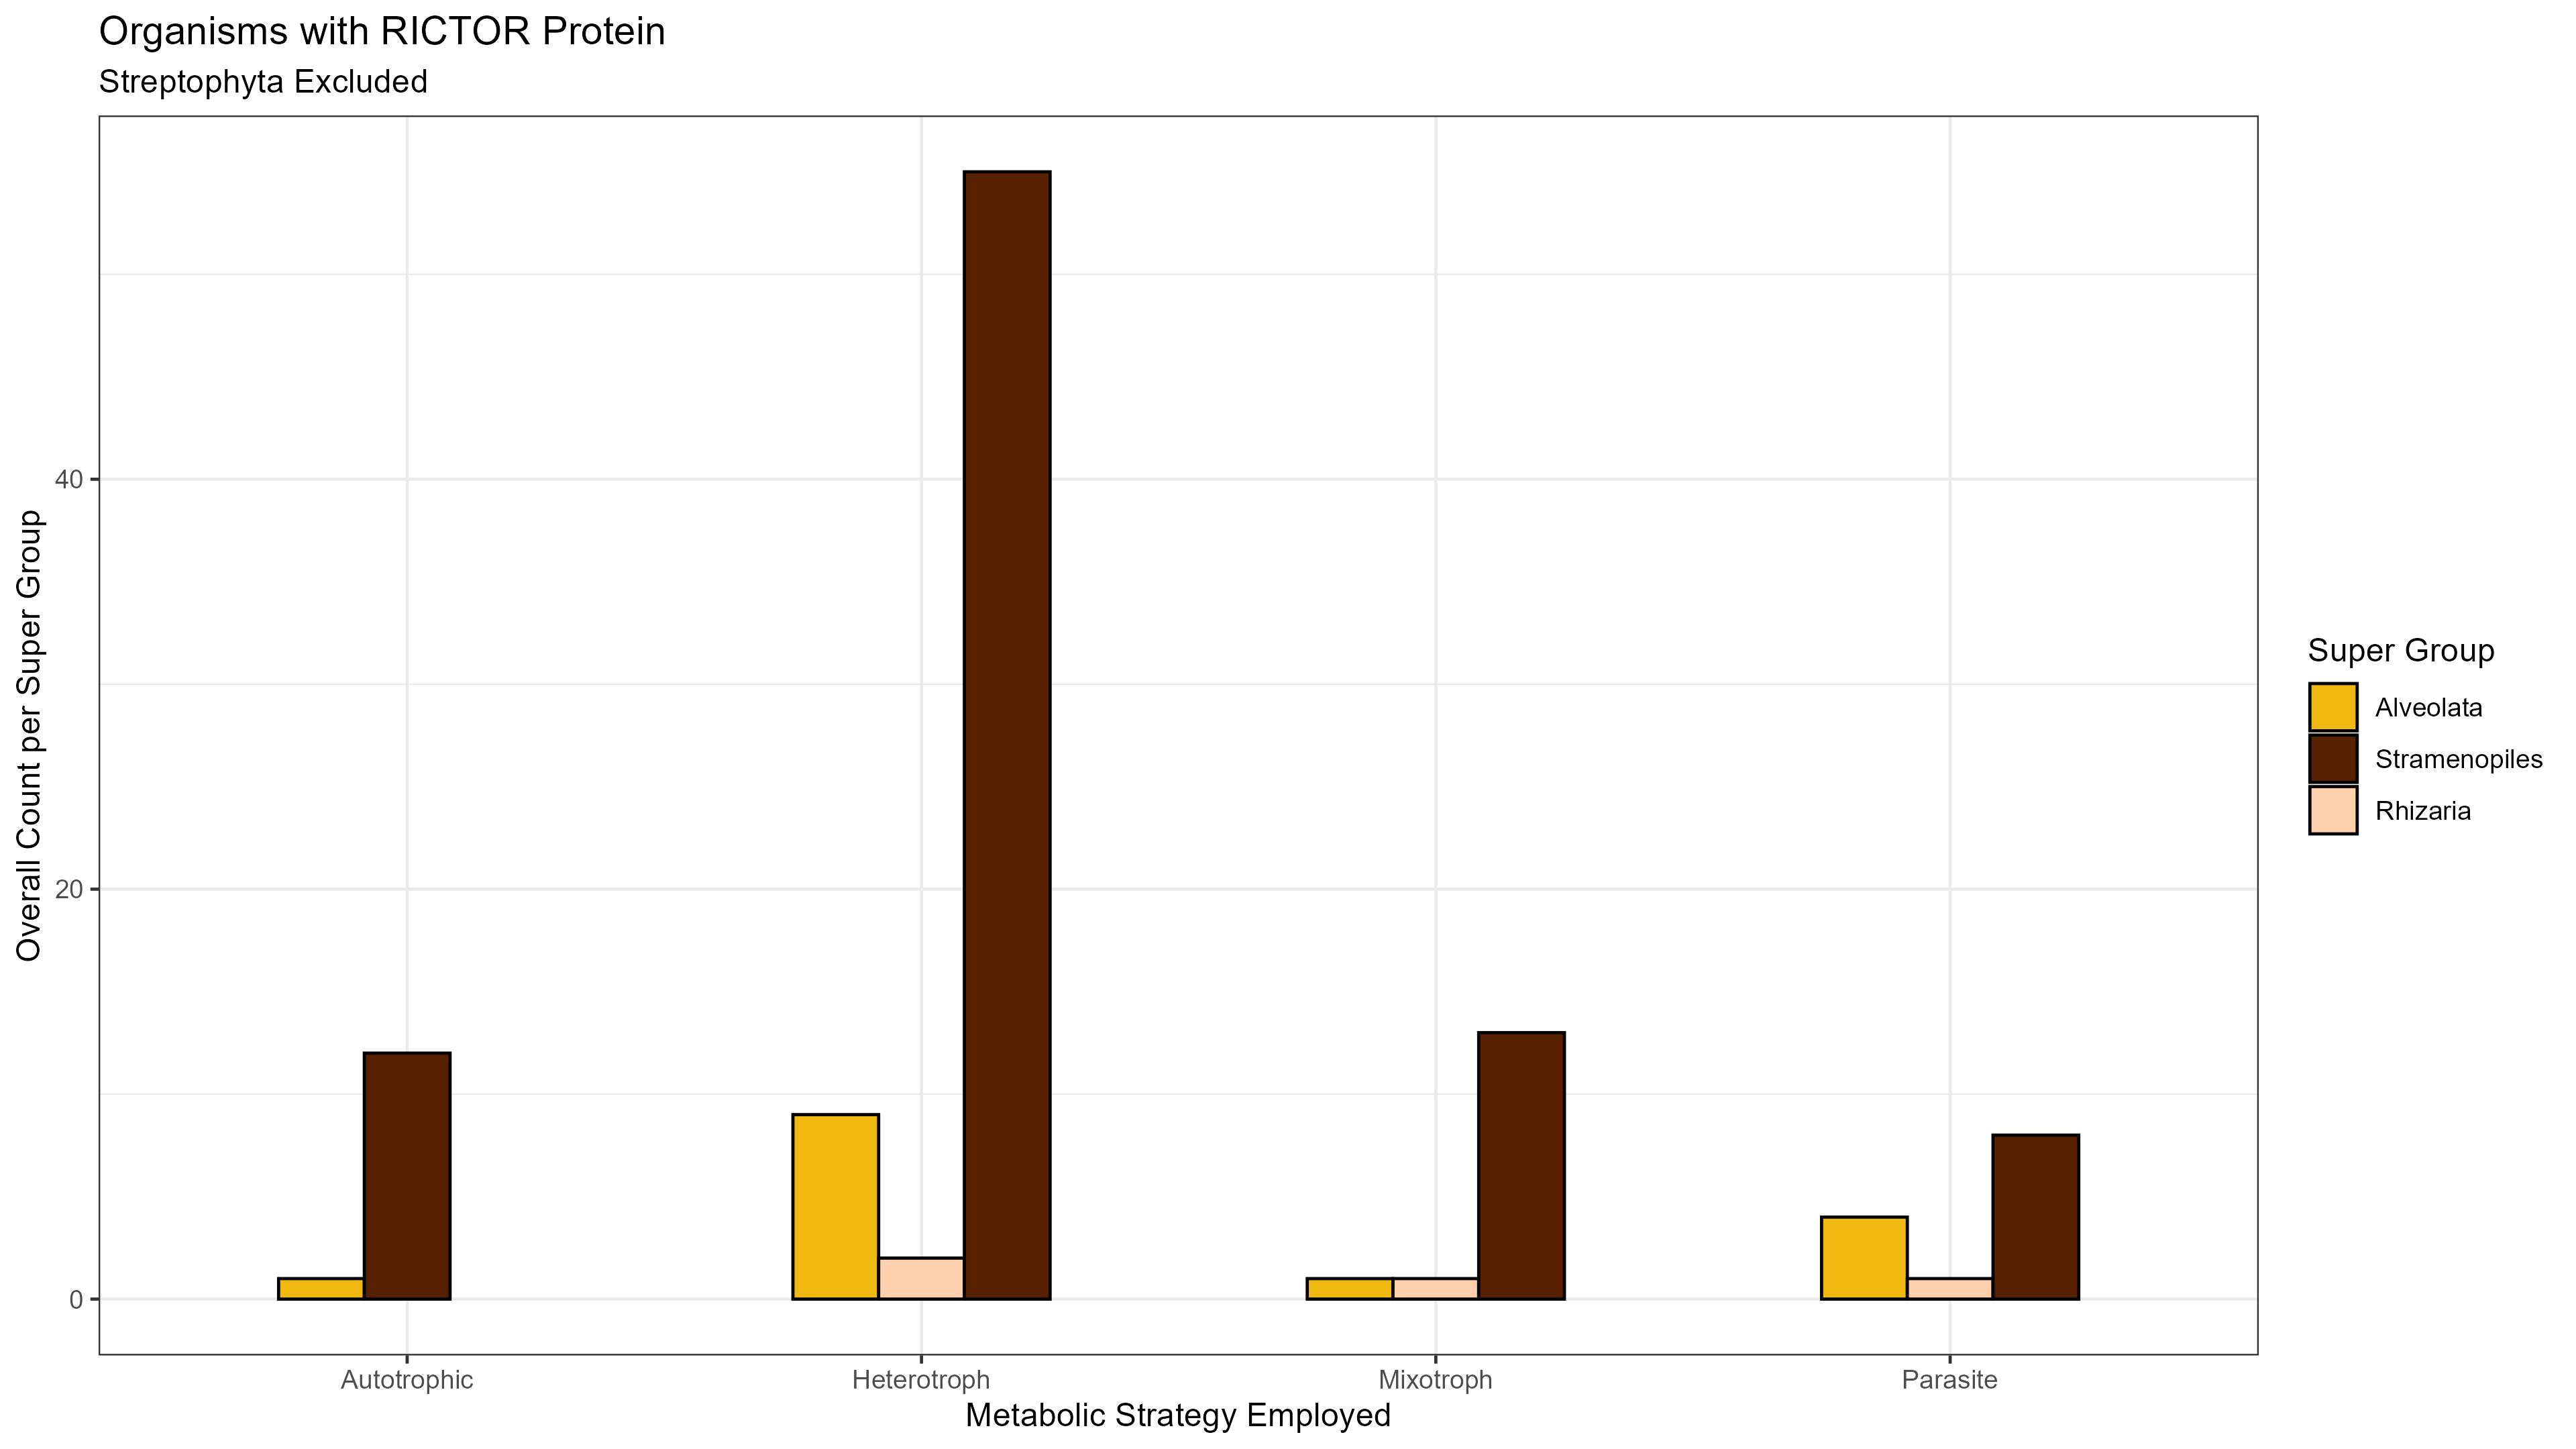 Organisms with RICTOR Protein
Streptophyta Excluded
Overall Count per Super Group
40
20
0
Autotrophic
Heterotroph
Mixotroph
Parasite
Metabolic Strategy Employed
Super Group
Alveolata
Stramenopiles
Rhizaria